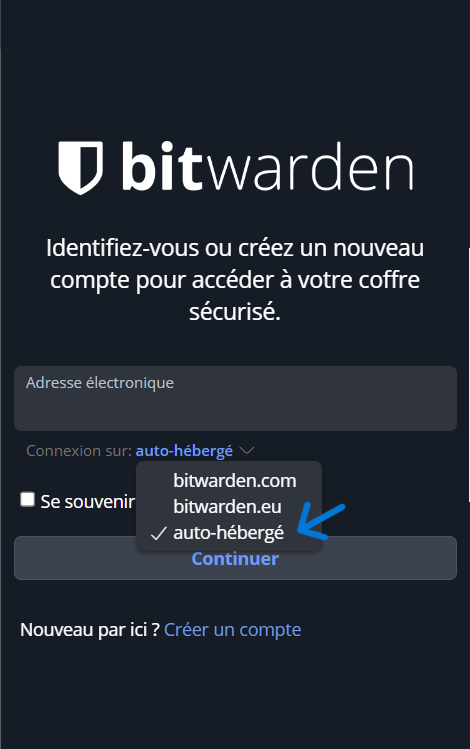 bitwarden
Identifiez-vous ou créez un nouveau
compte pour accéder à votre coffre
sécurisé.
Adresse électronique
Connexion sur: auto-hébergé
bitwarden.com
bitwarden.eu
auto-hébergé
Se souvenir
Continuer
Nouveau par ici ? Créer un compte